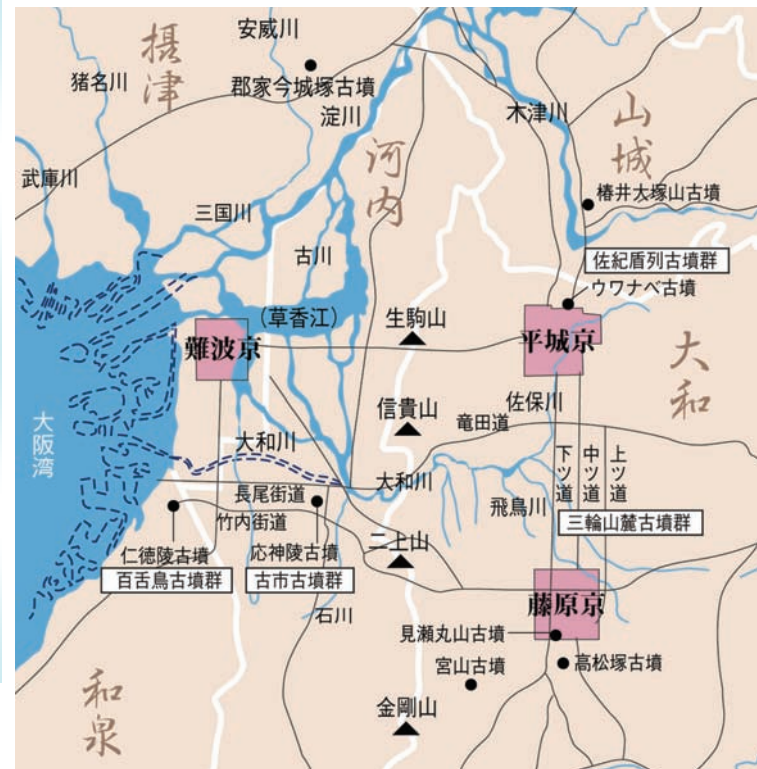 摂津
安威川
猪名川
郡家今城塚古墳
淀川
木津川
山城
河内
武庫川
三国川
椿井大塚山古墳
古川
佐紀盾列古墳群
ウワナベ古墳
(草香江)
生駒山
難波京
平城京
大和
信貴山
佐保川
竜田道
大阪湾
大和川
下ツ道
中ツ道
上ツ道
大和川
長尾街道
飛鳥川
竹内街道
三輪山麓古墳群
仁徳陵古墳
応神陵古墳
二上山
百舌鳥古墳群
古市古墳群
藤原京
石川
見瀬丸山古墳
宮山古墳
高松塚古墳
和泉
金剛山